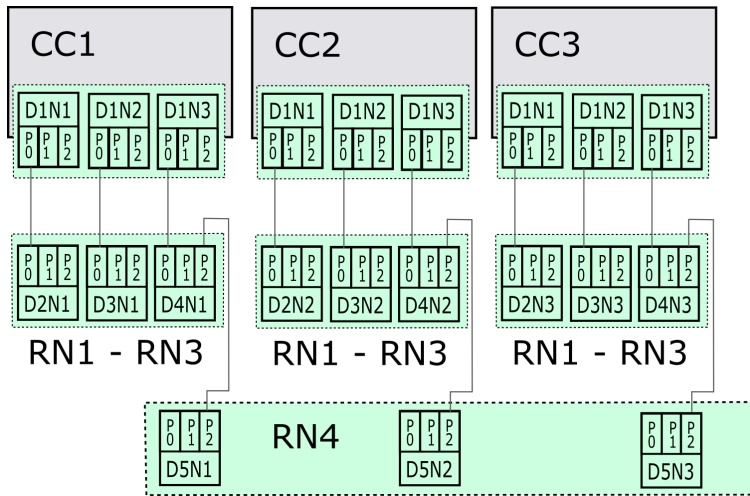 CC1 CC2 CC3
D1N1 D1N2 D1N3 D1N1 D1N2 D1N3 D1N1 D1N2 D1N3
P0 P1 P2 P0 P1 P2 P0 P1 P2 P0 P1 P2 P0 P1 P2 P0 P1 P2 P0 P1 P2 P0 P1 P2 P0 P1 P2
P0 P1 P2 P0 P1 P2 P0 P1 P2 P0 P1 P2 P0 P1 P2 P0 P1 P2 P0 P1 P2 P0 P1 P2 P0 P1 P2
D2N1 D3N1 D4N1 D2N2 D3N2 D4N2 D2N3 D3N3 D4N3
RN1 - RN3 RN1 - RN3 RN1 - RN3
P0 P1 P2 RN4 P0 P1 P2 P0 P1 P2
D5N1 D5N2 D5N3